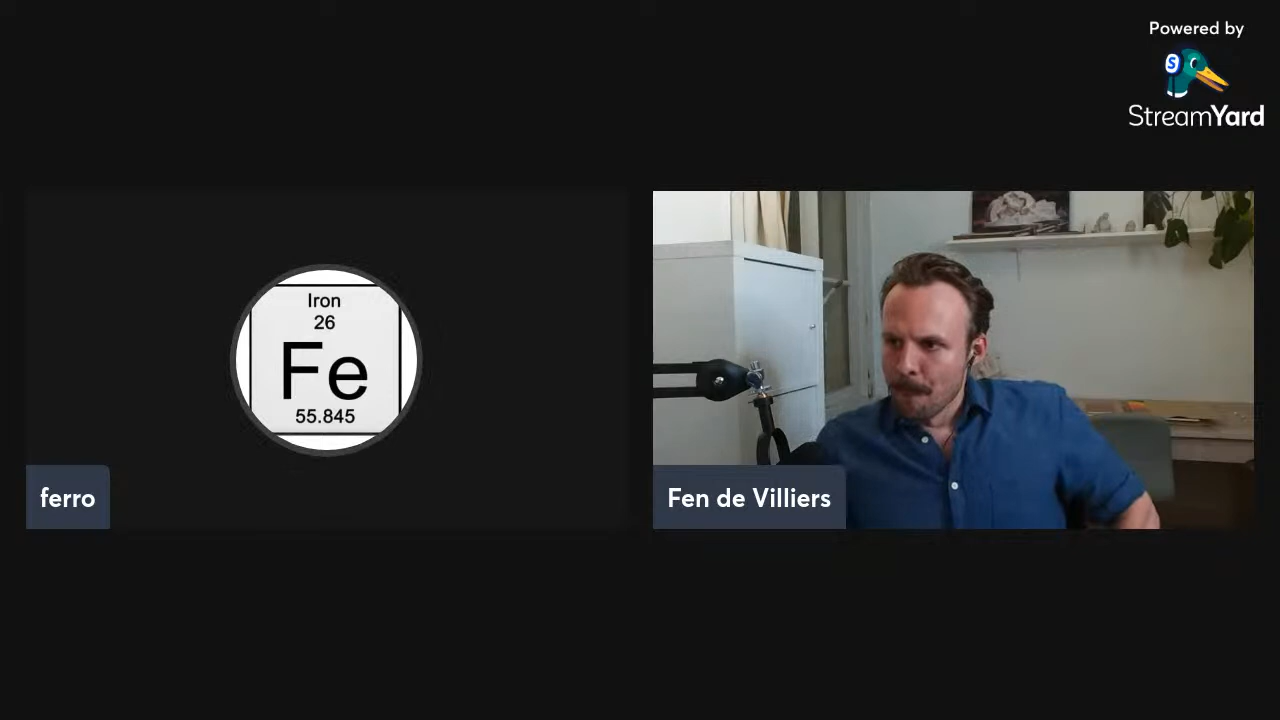 Powered by
S
StreamYard
Iron
26
Fe
55.845
ferro
Fen de Villiers